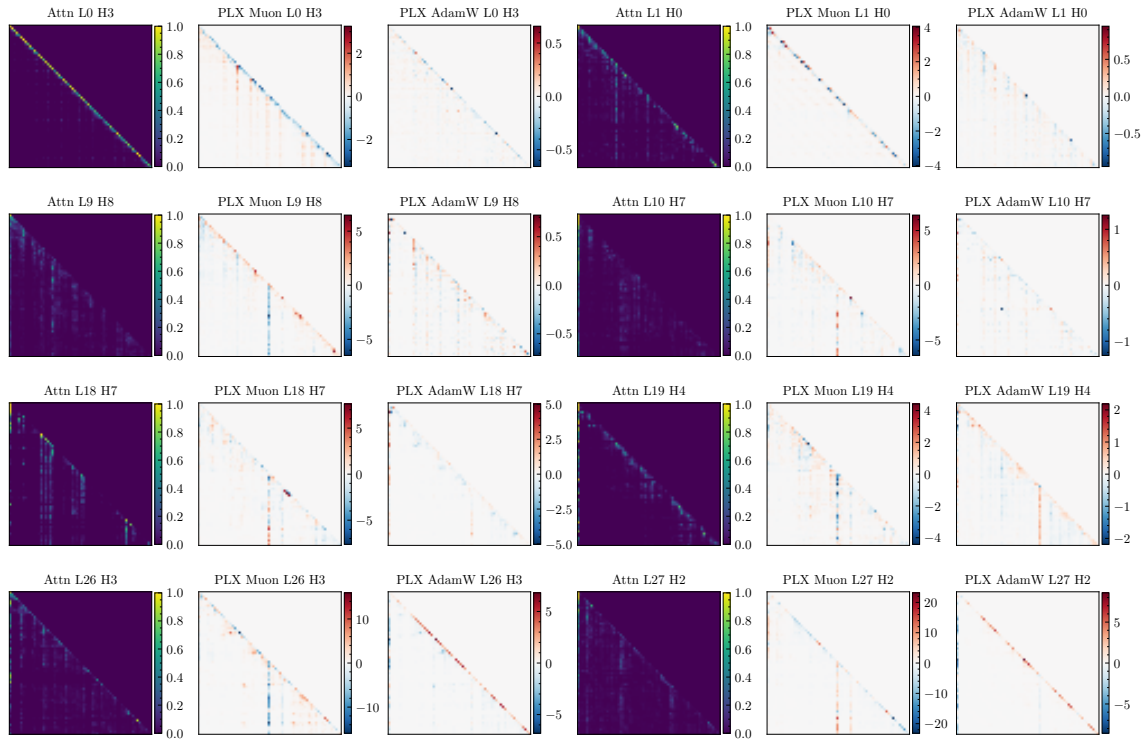 Attn L0 H3 PLX Muon L0 H3 PLX AdamW L0 H3 Attn L1 H0 PLX Muon L1 H0 PLX AdamW L1 H0
1.0 0.8 0.6 0.4 0.2 0.0
2 0 −2
0.5 0.0 −0.5
1.0 0.8 0.6 0.4 0.2 0.0
4 2 0 −2 −4
0.5 0.0 −0.5
Attn L9 H8 PLX Muon L9 H8 PLX AdamW L9 H8 Attn L10 H7 PLX Muon L10 H7 PLX AdamW L10 H7
1.0 0.8 0.6 0.4 0.2 0.0
5 0 −5
0.5 0.0 −0.5
1.0 0.8 0.6 0.4 0.2 0.0
5 0 −5
1 0 −1
Attn L18 H7 PLX Muon L18 H7 PLX AdamW L18 H7 Attn L19 H4 PLX Muon L19 H4 PLX AdamW L19 H4
1.0 0.8 0.6 0.4 0.2 0.0
5 0 −5
5.0 2.5 0.0 −2.5 −5.0
1.0 0.8 0.6 0.4 0.2 0.0
4 2 0 −2 −4
2 1 0 −1 −2
Attn L26 H3 PLX Muon L26 H3 PLX AdamW L26 H3 Attn L27 H2 PLX Muon L27 H2 PLX AdamW L27 H2
1.0 0.8 0.6 0.4 0.2 0.0
10 0 −10
5 0 −5
1.0 0.8 0.6 0.4 0.2 0.0
20 10 0 −10 −20
5 0 −5